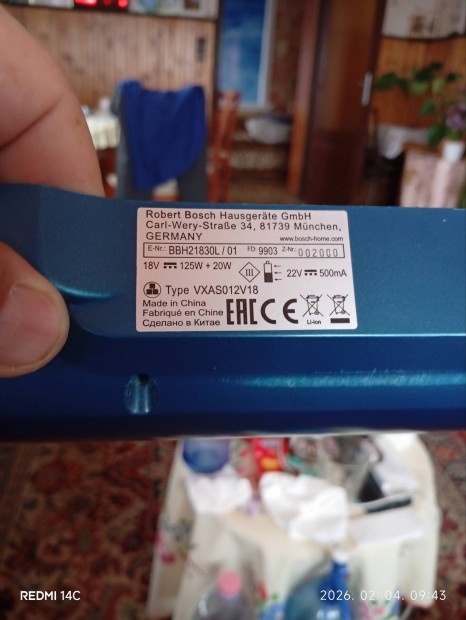 Robert Bosch Hausgeräte GmbH
Carl-Wery-Straße 34, 81739 München,
GERMANY
www.bosch-home.com
E-Nr.: BBH21830L / 01 FD 9903 Z-Nr.: 002000
18V 125W + 20W III 22V 500mA
Type VXAS012V18
Made in China
Fabriqué en Chine
Сделано в Китае
EAC CE
Li-Ion
REDMI 14C
2026. 02. 04. 09:43